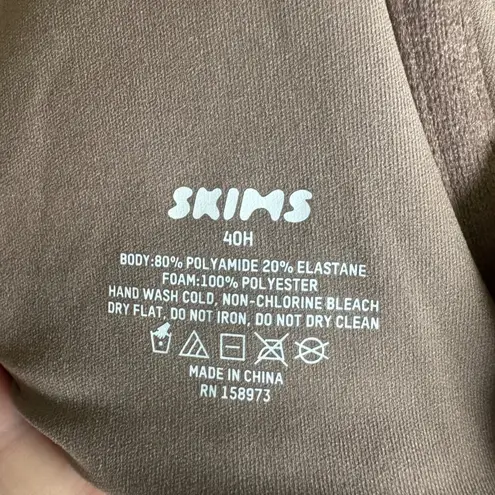 SKIMS
40H
BODY:80% POLYAMIDE 20% ELASTANE
FOAM:100% POLYESTER
HAND WASH COLD, NON-CHLORINE BLEACH
DRY FLAT, DO NOT IRON, DO NOT DRY CLEAN
MADE IN CHINA
RN 158973